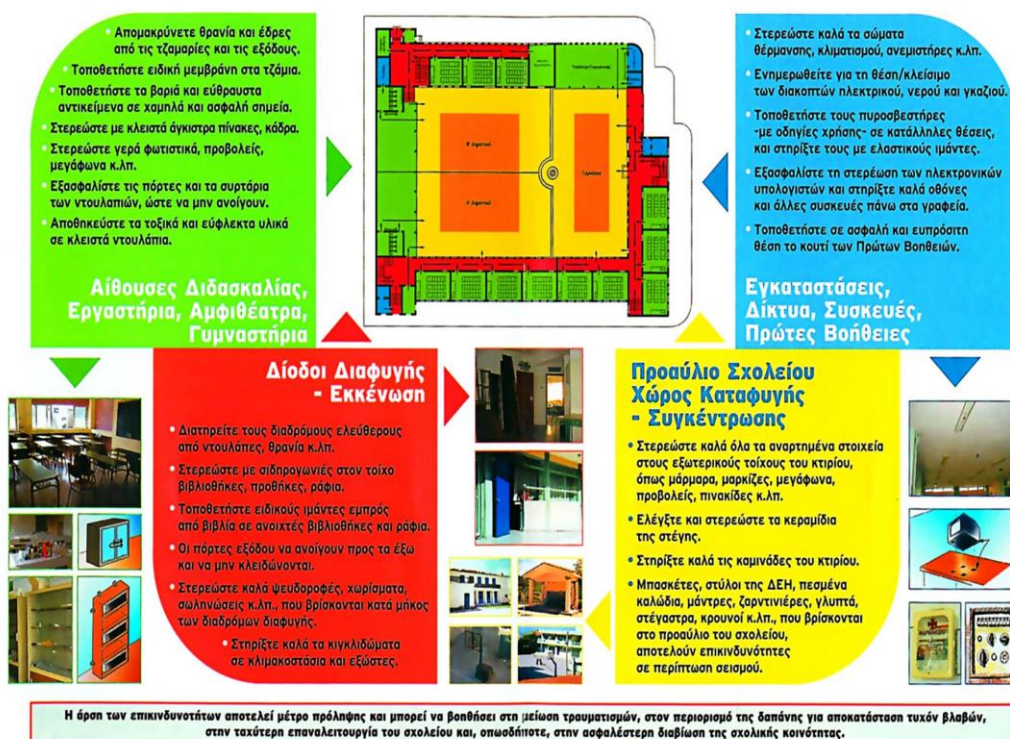 • Απομακρύνετε θρανία και έδρες
από τις τζαμαρίες και τις εξόδους.
• Τοποθετήστε ειδική μεμβράνη στα τζάμια.
• Τοποθετήστε τα βαριά και εύθραυστα
αντικείμενα σε χαμηλά και ασφαλή σημεία.
• Στερεώστε με κλειστά άγκιστρα πίνακες, κάδρα.
• Στερεώστε γερά φωτιστικά, προβολείς,
μεγάφωνα κ.λπ.
• Εξασφαλίστε τις πόρτες και τα συρτάρια
των ντουλαπιών, ώστε να μην ανοίγουν.
• Αποθηκεύστε τα τοξικά και εύφλεκτα υλικά
σε κλειστά ντουλάπια.
Αίθουσες Διδασκαλίας,
Εργαστήρια, Αμφιθέατρα,
Γυμναστήρια
Β Δημοτικό
Α Δημοτικό
• Στερεώστε καλά τα σώματα
θέρμανσης, κλιματισμού, ανεμιστήρες κ.λπ.
• Ενημερωθείτε για τη θέση/κλείσιμο
των διακοπτών ηλεκτρικού, νερού και γκαζιού.
• Τοποθετήστε τους πυροσβεστήρες
-με οδηγίες χρήσης- σε κατάλληλες θέσεις,
και στηρίξτε τους με ελαστικούς ιμάντες.
• Εξασφαλίστε τη στερέωση των ηλεκτρονικών
υπολογιστών και στηρίξτε καλά οθόνες
και άλλες συσκευές πάνω στα γραφεία.
• Τοποθετήστε σε ασφαλή και ευπρόσιτη
θέση το κουτί των Πρώτων Βοηθειών.
Εγκαταστάσεις,
Δίκτυα, Συσκευές,
Πρώτες Βοήθειες
Δίοδοι Διαφυγής
- Εκκένωση
• Διατηρείτε τους διαδρόμους ελεύθερους
από ντουλάπες, θρανία κ.λπ.
• Στερεώστε με σιδηρογωνιές στον τοίχο
βιβλιοθήκες, προθήκες, ράφια.
• Τοποθετήστε ειδικούς ιμάντες εμπρός
από βιβλία σε ανοιχτές βιβλιοθήκες και ράφια.
• Οι πόρτες εξόδου να ανοίγουν προς τα έξω
και να μην κλειδώνονται.
• Στερεώστε καλά ψευδοροφές, χωρίσματα,
σωληνώσεις κ.λπ., που βρίσκονται κατά μήκος
των διαδρόμων διαφυγής.
• Στηρίξτε καλά τα κιγκλιδώματα
σε κλιμακοστάσια και εξώστες.
Προαύλιο Σχολείου
Χώρος Καταφυγής
- Συγκέντρωσης
• Στερεώστε καλά όλα τα αναρτημένα στοιχεία
στους εξωτερικούς τοίχους του κτιρίου,
όπως μάρμαρα, μαρκίζες, μεγάφωνα,
προβολείς, πινακίδες κ.λπ.
• Ελέγξτε και στερεώστε τα κεραμίδια
της στέγης.
• Στηρίξτε καλά τις καμινάδες του κτιρίου.
• Μπασκέτες, στύλοι της ΔΕΗ, πεσμένα
καλώδια, μάντρες, ζαρντινιέρες, γλυπτά,
στέγαστρα, κρουνοί κ.λπ., που βρίσκονται
στο προαύλιο του σχολείου,
αποτελούν επικινδυνότητες
σε περίπτωση σεισμού.
Η άρση των επικινδυνοτήτων αποτελεί μέτρο πρόληψης και μπορεί να βοηθήσει στη μείωση τραυματισμών, στον περιορισμό της δαπάνης για αποκατάσταση τυχόν βλαβών,
στην ταχύτερη επαναλειτουργία του σχολείου και, οπωσδήποτε, στην ασφαλέστερη διαβίωση της σχολικής κοινότητας.